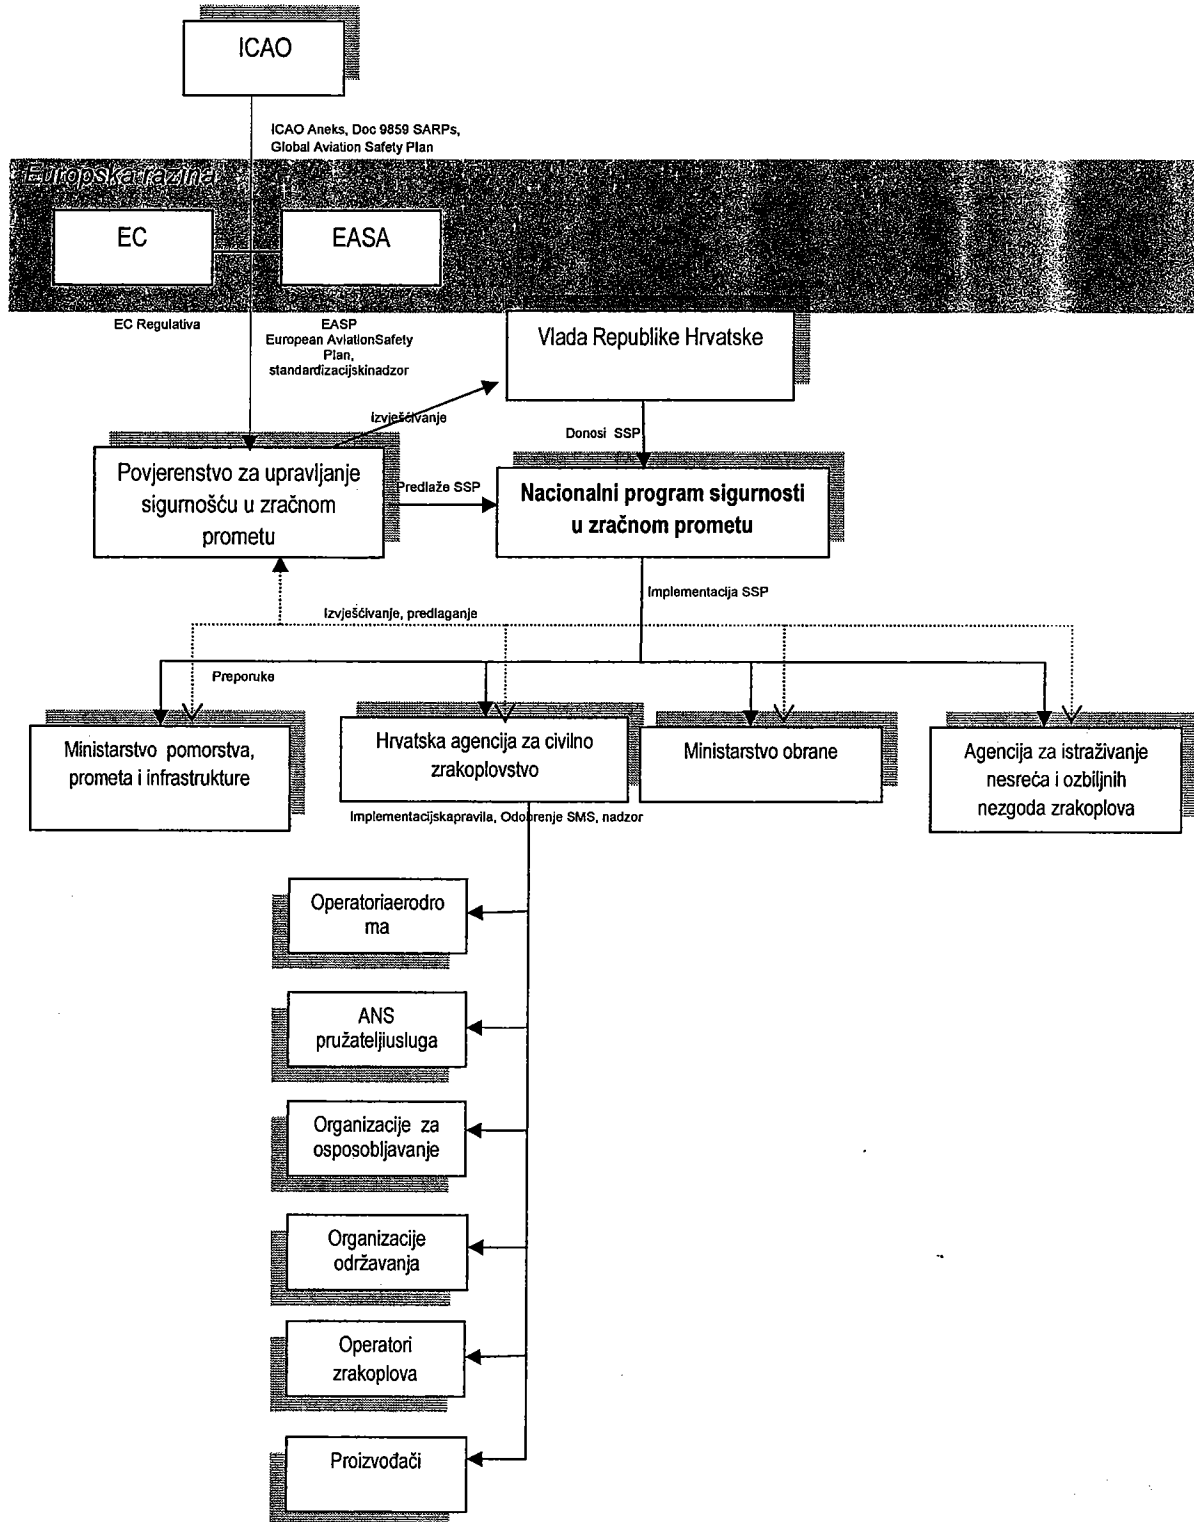 ICAO
ICAO Aneks, Doc 9859 SARPs,
Global Aviation Safety Plan
Europska razina
EC
EASA
EC Regulativa
EASP
European AviationSafety
Plan,
standardizacijskinadzor
Vlada Republike Hrvatske
Izvješćivanje
Donosi SSP
Povjerenstvo za upravljanje
sigurnošću u zračnom
prometu
Predlaže SSP
Nacionalni program sigurnosti
u zračnom prometu
Implementacija SSP
Izvješćivanje, predlaganje
Preporuke
Ministarstvo pomorstva,
prometa i infrastrukture
Hrvatska agencija za civilno
zrakoplovstvo
Ministarstvo obrane
Agencija za istraživanje
nesreća i ozbiljnih
nezgoda zrakoplova
Implementacijskapravila, Odobrenje SMS, nadzor
Operatoriaerodro
ma
ANS
pružateljiusluga
Organizacije za
osposobljavanje
Organizacije
održavanja
Operatori
zrakoplova
Proizvođači